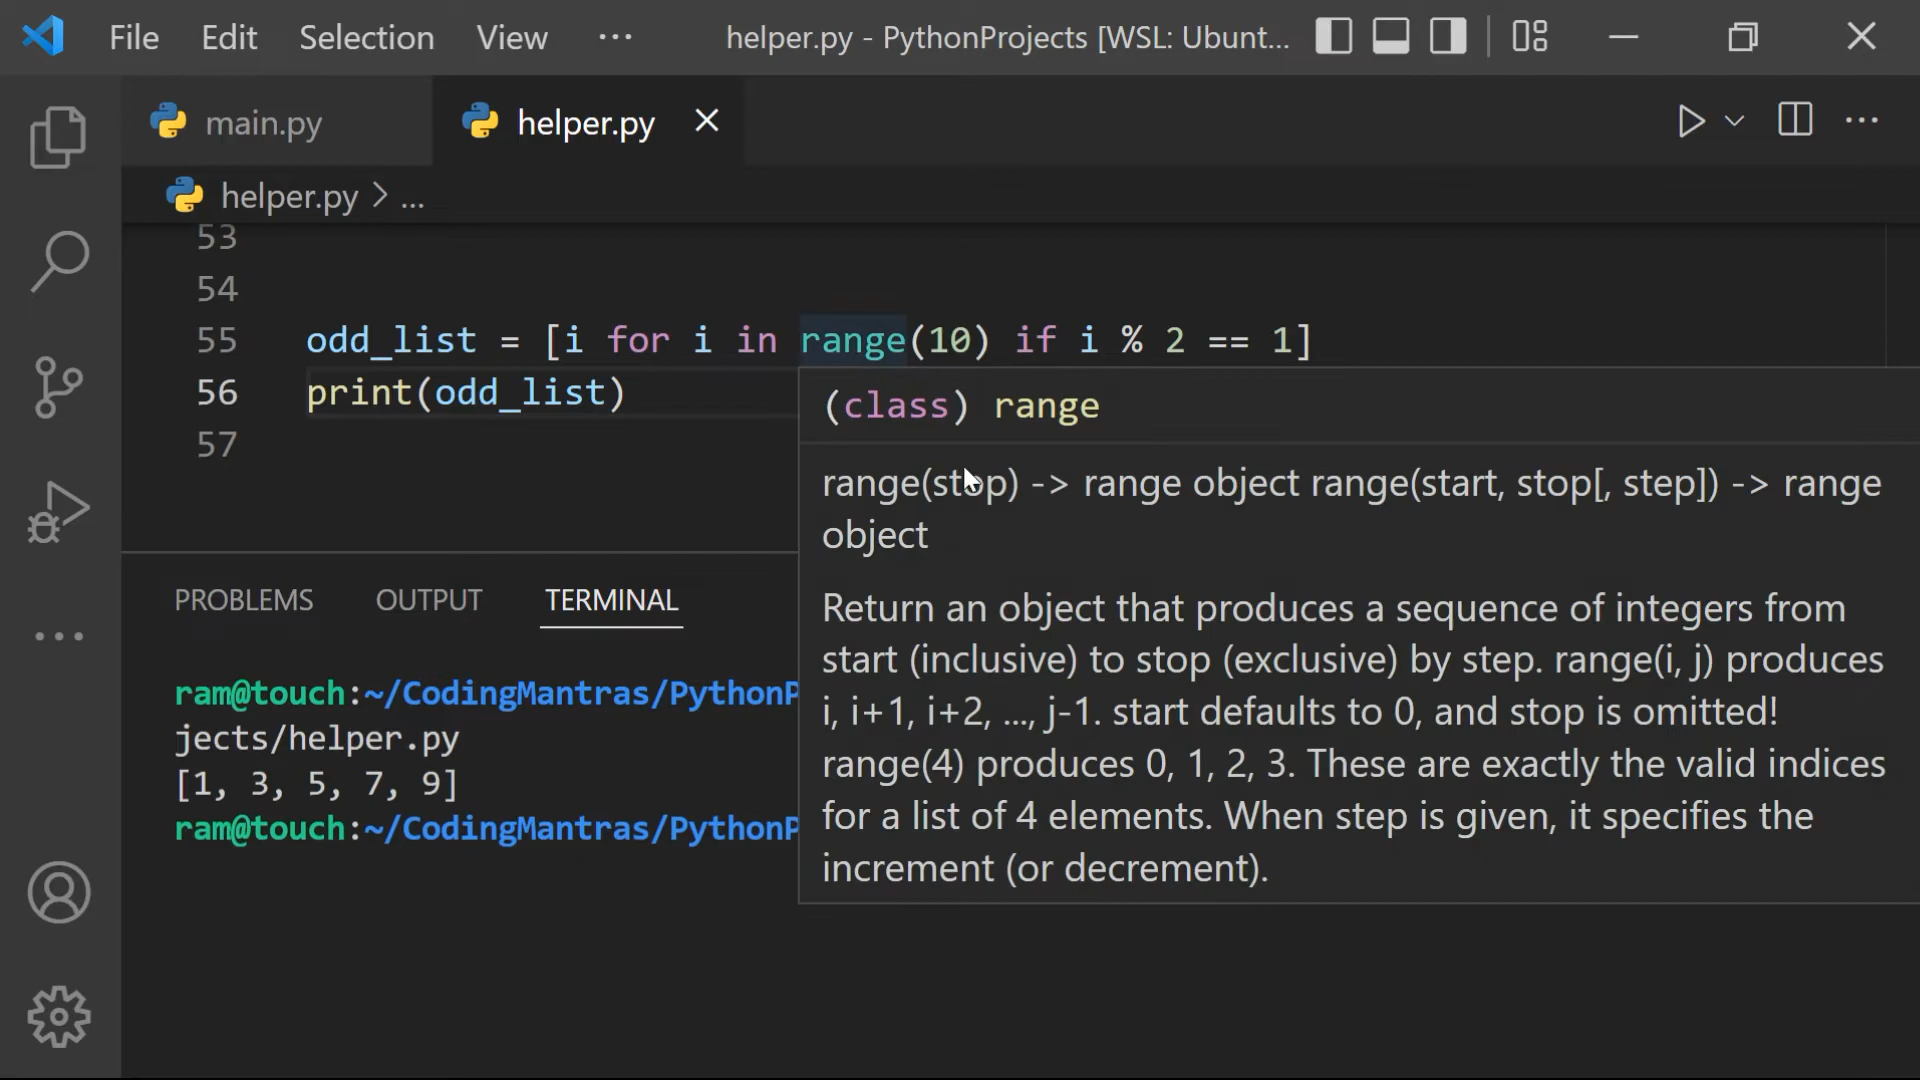 File Edit Selection View ... helper.py - PythonProjects [WSL: Ubunt...
main.py helper.py
helper.py > ...
53
54
55 odd_list = [i for i in range(10) if i % 2 == 1]
56 print(odd_list)
57
(class) range
range(stop) -> range object range(start, stop[, step]) -> range
object
Return an object that produces a sequence of integers from
start (inclusive) to stop (exclusive) by step. range(i, j) produces
i, i+1, i+2, ..., j-1. start defaults to 0, and stop is omitted!
range(4) produces 0, 1, 2, 3. These are exactly the valid indices
for a list of 4 elements. When step is given, it specifies the
increment (or decrement).
PROBLEMS OUTPUT TERMINAL
ram@touch:~/CodingMantras/PythonP
jects/helper.py
[1, 3, 5, 7, 9]
ram@touch:~/CodingMantras/PythonP